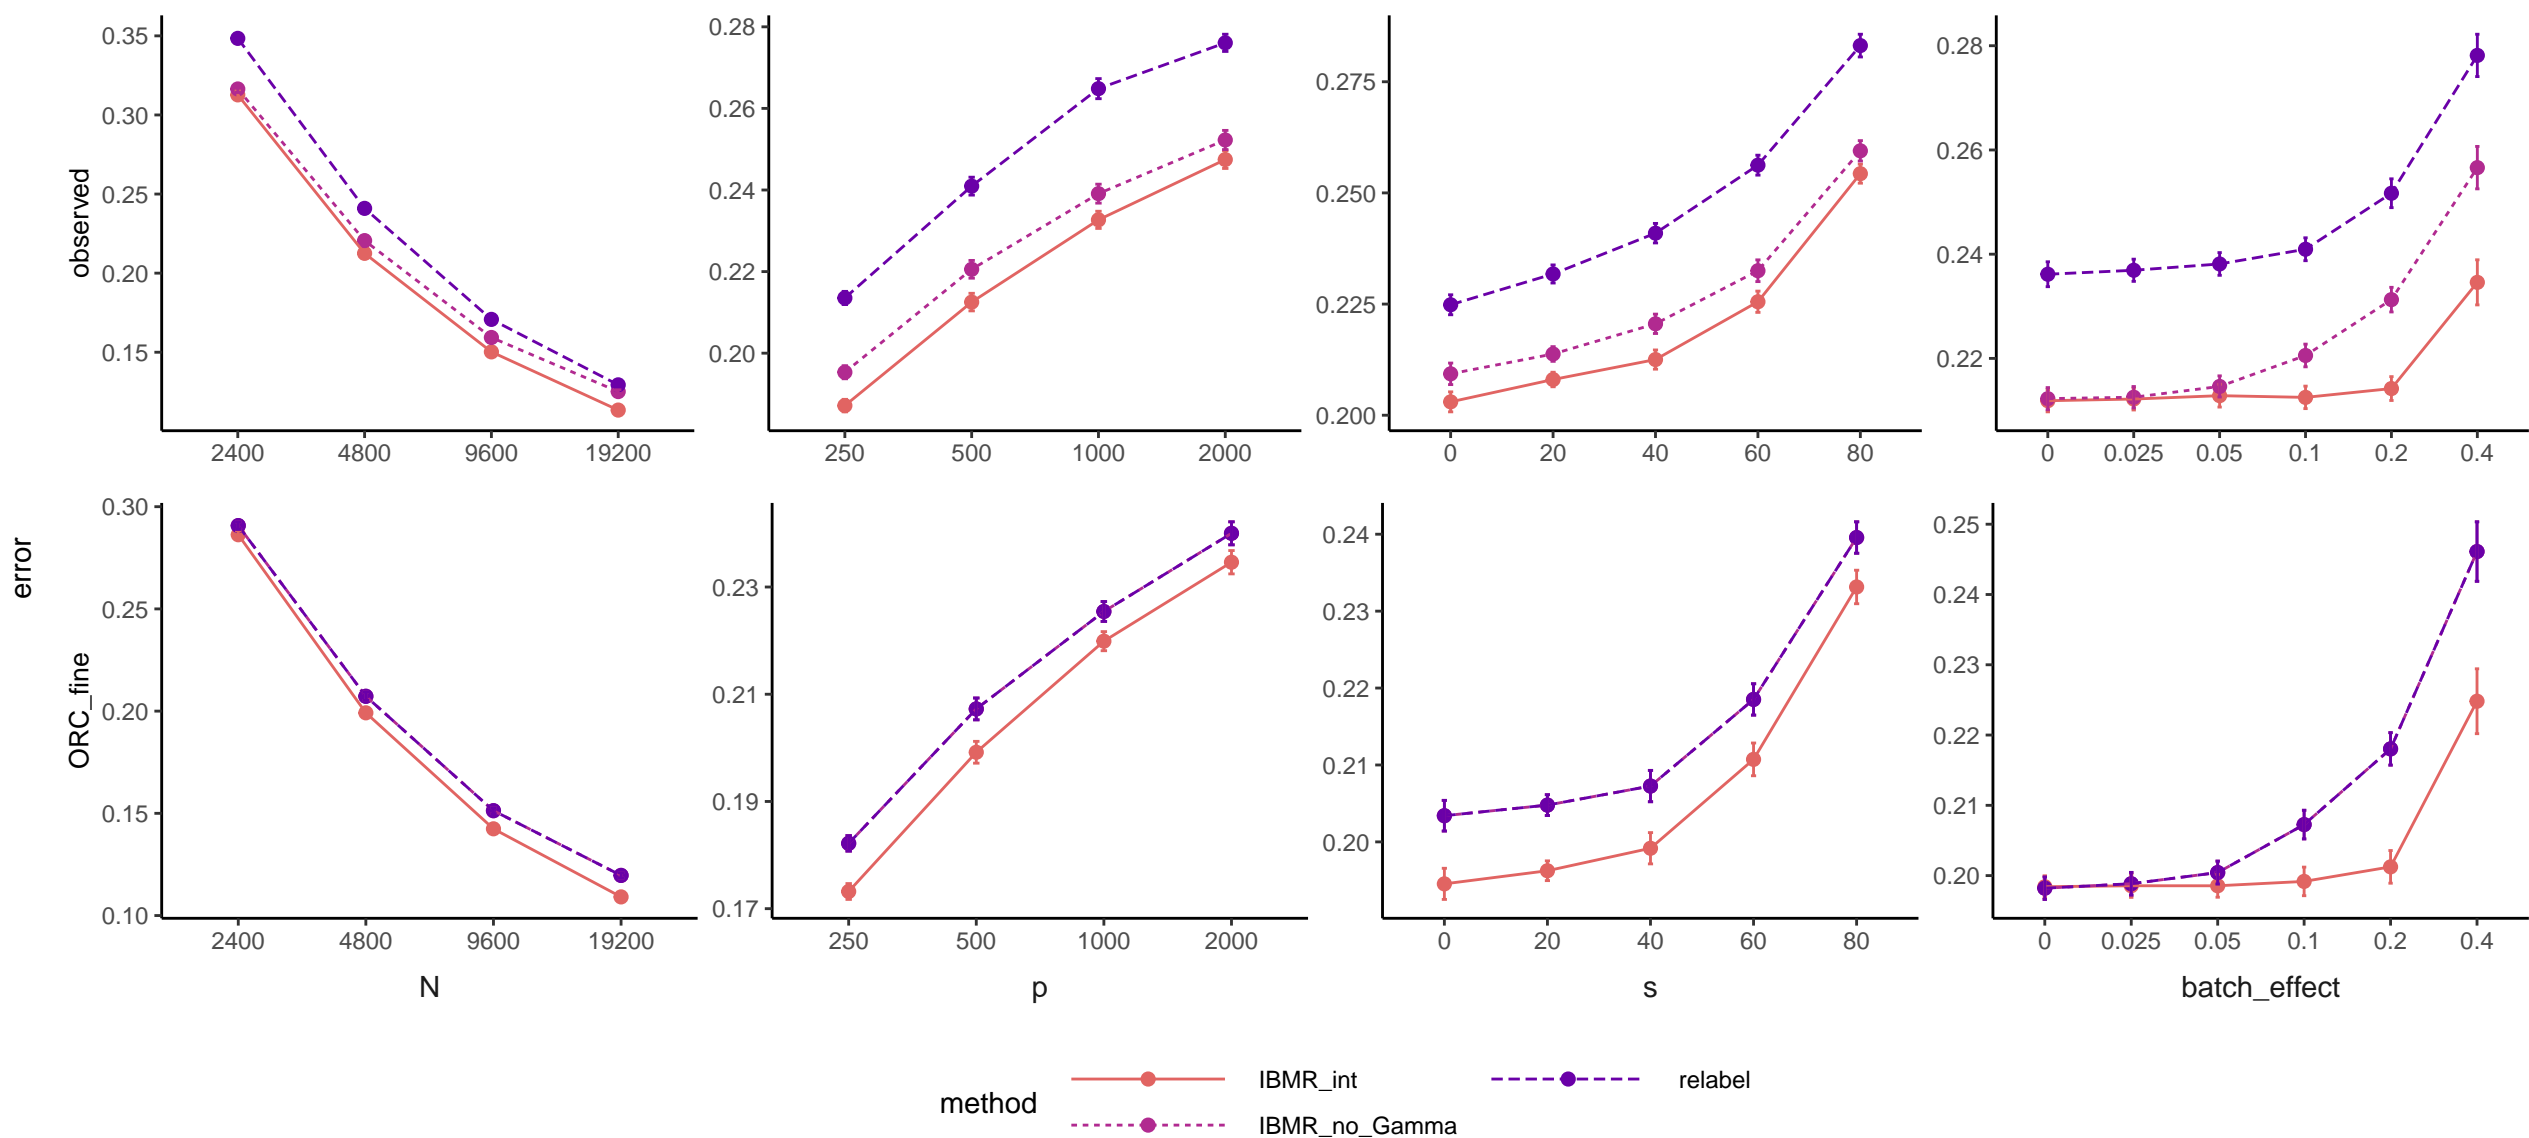 observed
0.35
0.30
0.25
0.20
0.15
2400 4800 9600 19200
0.28
0.26
0.24
0.22
0.20
250 500 1000 2000
0.275
0.250
0.225
0.200
0 20 40 60 80
0.28
0.26
0.24
0.22
0 0.025 0.05 0.1 0.2 0.4
error
ORC_fine
0.30
0.25
0.20
0.15
0.10
2400 4800 9600 19200
N
0.23
0.21
0.19
0.17
250 500 1000 2000
p
0.24
0.23
0.22
0.21
0.20
0 20 40 60 80
s
0.25
0.24
0.23
0.22
0.21
0.20
0 0.025 0.05 0.1 0.2 0.4
batch_effect
method
IBMR_int
relabel
IBMR_no_Gamma